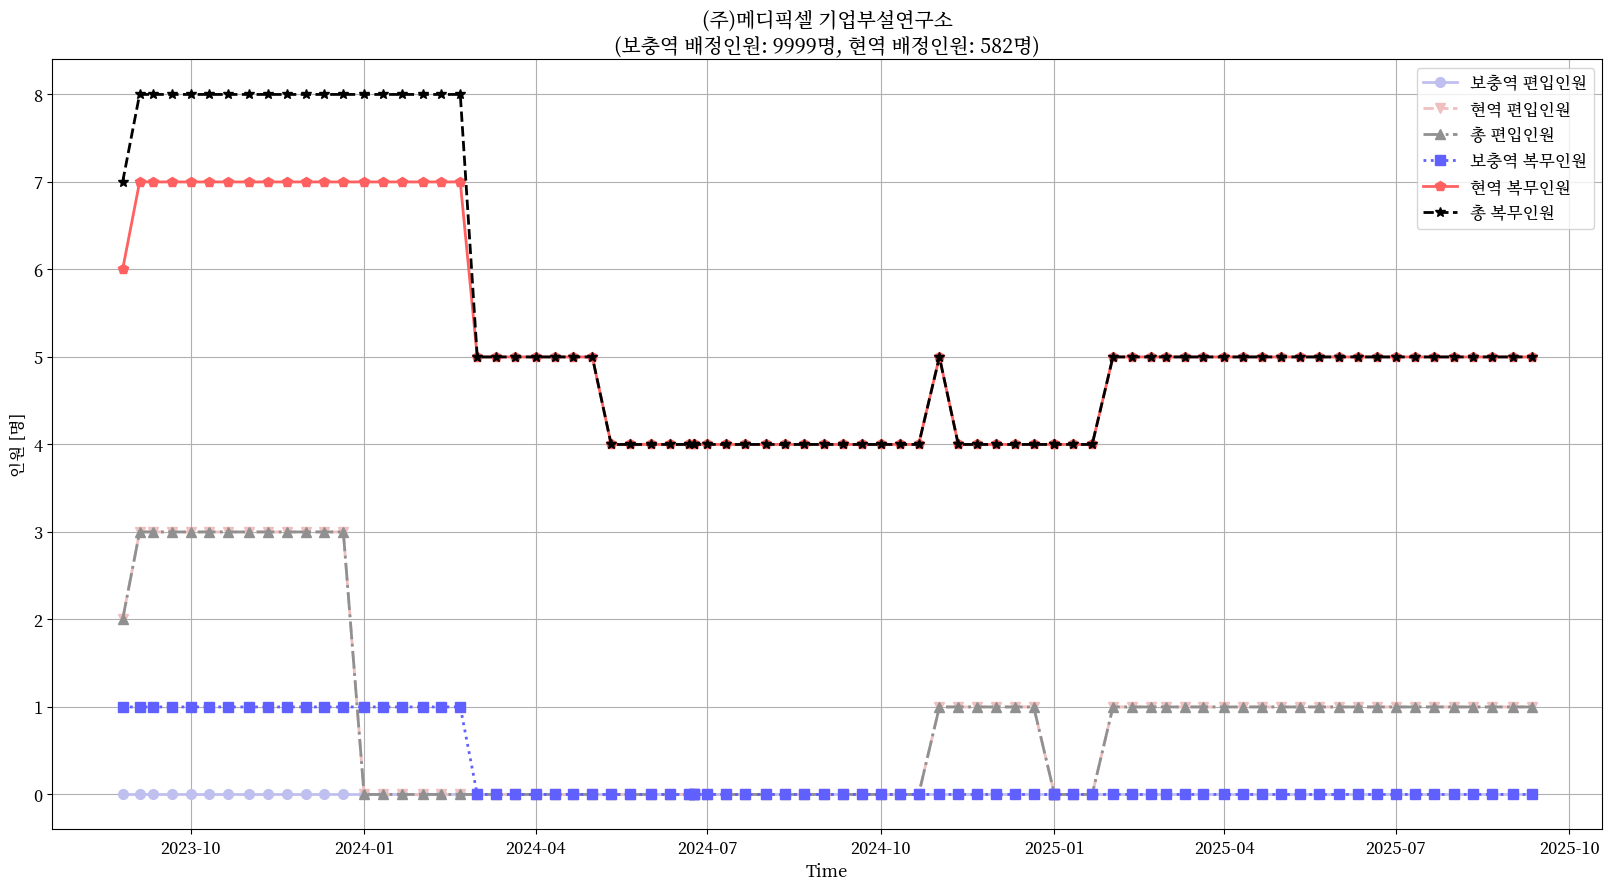 (주)메디픽셀 기업부설연구소
(보충역 배정인원: 9999명, 현역 배정인원: 582명)
보충역 편입인원
현역 편입인원
총 편입인원
보충역 복무인원
현역 복무인원
총 복무인원
인원 [명]
8
7
6
5
4
3
2
1
0
2023-10
2024-01
2024-04
2024-07
2024-10
2025-01
2025-04
2025-07
2025-10
Time